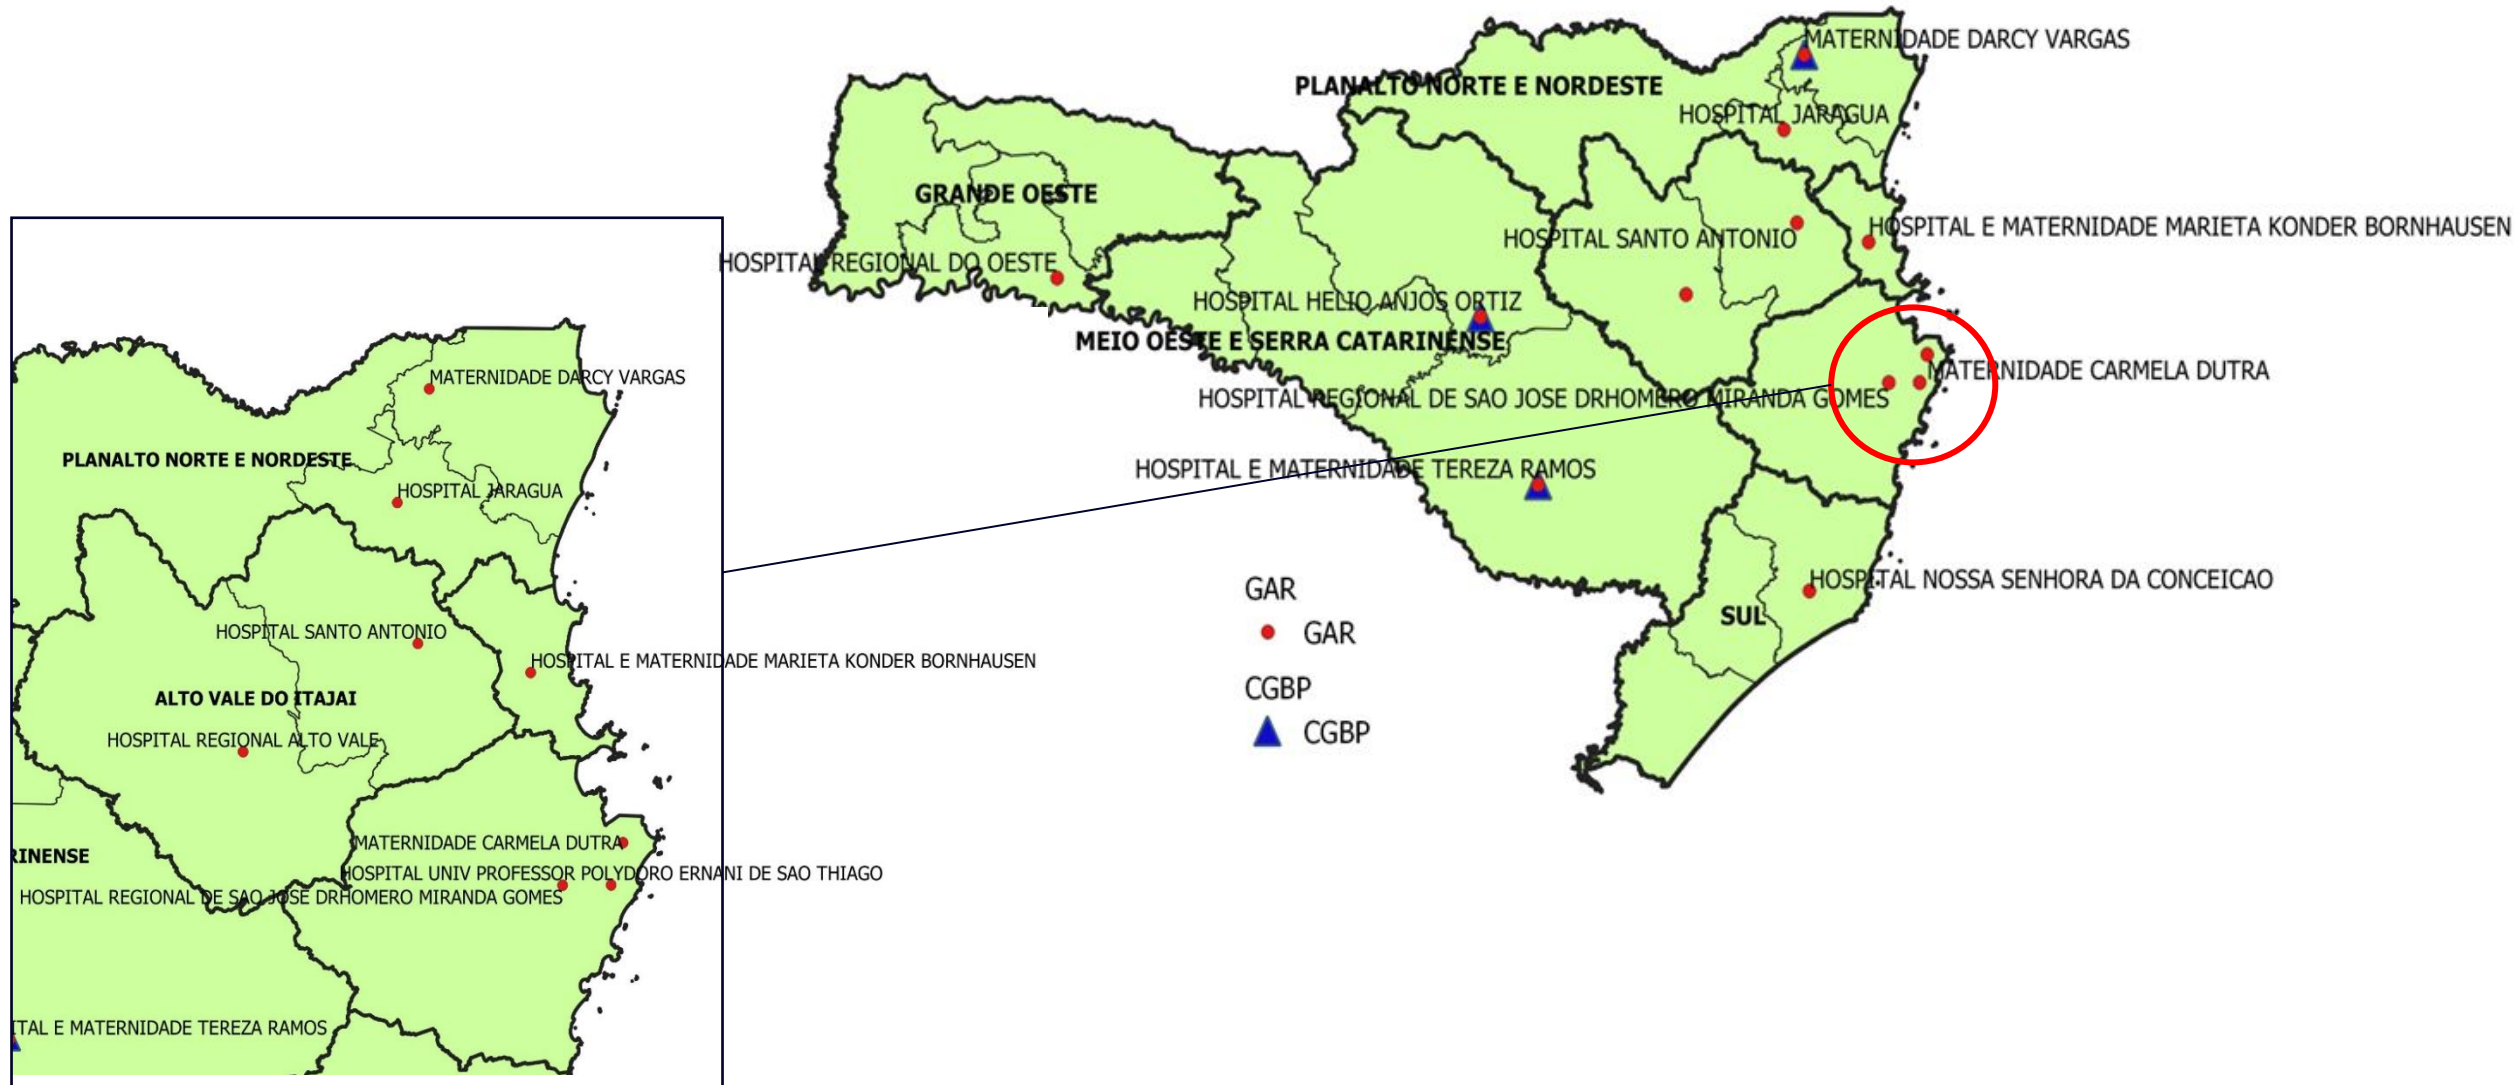 MATERNIDADE DARCY VARGAS
PLANALTO NORTE E NORDESTE
HOSPITAL JARAGUA
GRANDE OESTE
HOSPITAL E MATERNIDADE MARIETA KONDER BORNHAUSEN
HOSPITAL SANTO ANTONIO
HOSPITAL REGIONAL DO OESTE
HOSPITAL HELIO ANJOS ORTIZ
MEIO OESTE E SERRA CATARINENSE
MATERNIDADE CARMELA DUTRA
HOSPITAL REGIONAL DE SAO JOSE DRHOMERO MIRANDA GOMES
HOSPITAL E MATERNIDADE TEREZA RAMOS
HOSPITAL NOSSA SENHORA DA CONCEICAO
SUL
GAR
GAR
CGBP
CGBP
MATERNIDADE DARCY VARGAS
PLANALTO NORTE E NORDESTE
HOSPITAL JARAGUA
HOSPITAL SANTO ANTONIO
HOSPITAL E MATERNIDADE MARIETA KONDER BORNHAUSEN
ALTO VALE DO ITAJAI
HOSPITAL REGIONAL ALTO VALE
MATERNIDADE CARMELA DUTRA
RINENSE
HOSPITAL UNIV PROFESSOR POLYDORO ERNANI DE SAO THIAGO
HOSPITAL REGIONAL DE SAO JOSE DRHOMERO MIRANDA GOMES
ITAL E MATERNIDADE TEREZA RAMOS